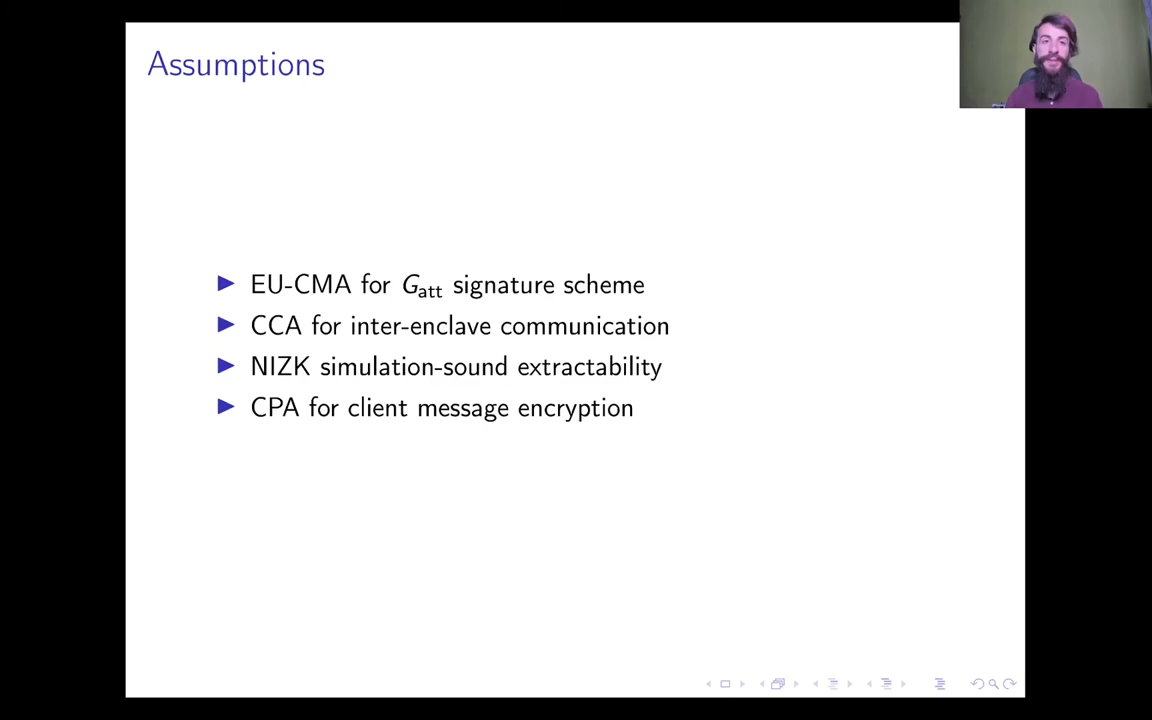 Assumptions
EU-CMA for Gatt signature scheme
CCA for inter-enclave communication
NIZK simulation-sound extractability
CPA for client message encryption